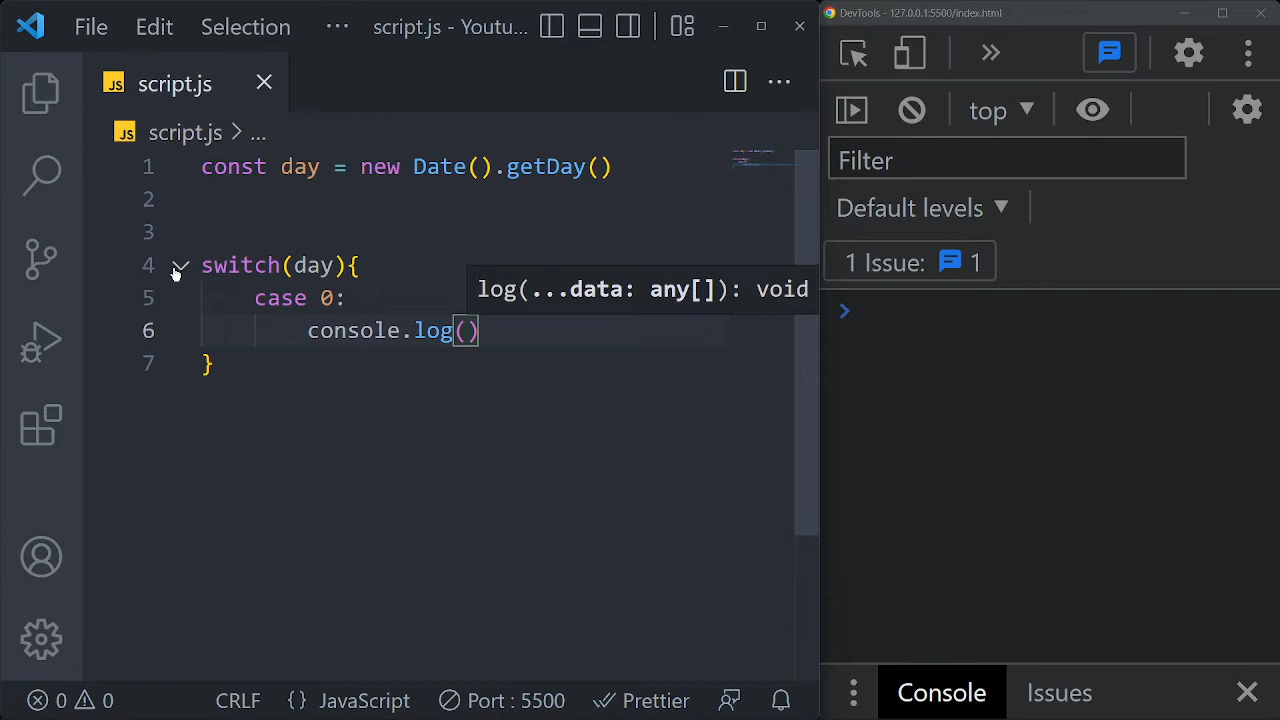 File Edit Selection ··· script.js - Youtu...
DevTools - 127.0.0.1:5500/index.html
JS script.js
JS script.js > ...
1 const day = new Date().getDay()
2
3
4 switch(day){
5 case 0:
log(...data: any[]): void
6 console.log()
7 }
top
Filter
Default levels
1 Issue: 1
>
0 0 CRLF {} JavaScript Port : 5500 Prettier
Console Issues